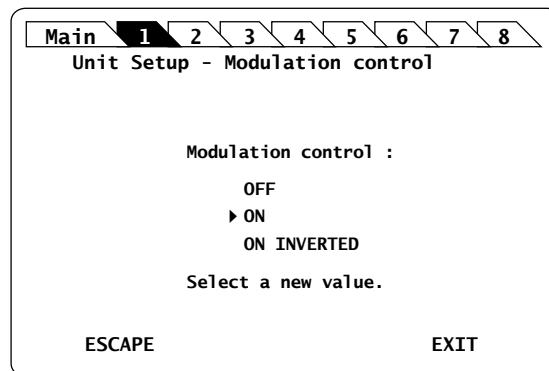 Main 1 2 3 4 5 6 7 8
Unit Setup - Modulation control
Modulation control :
OFF
ON
ON INVERTED
Select a new value.
ESCAPE EXIT